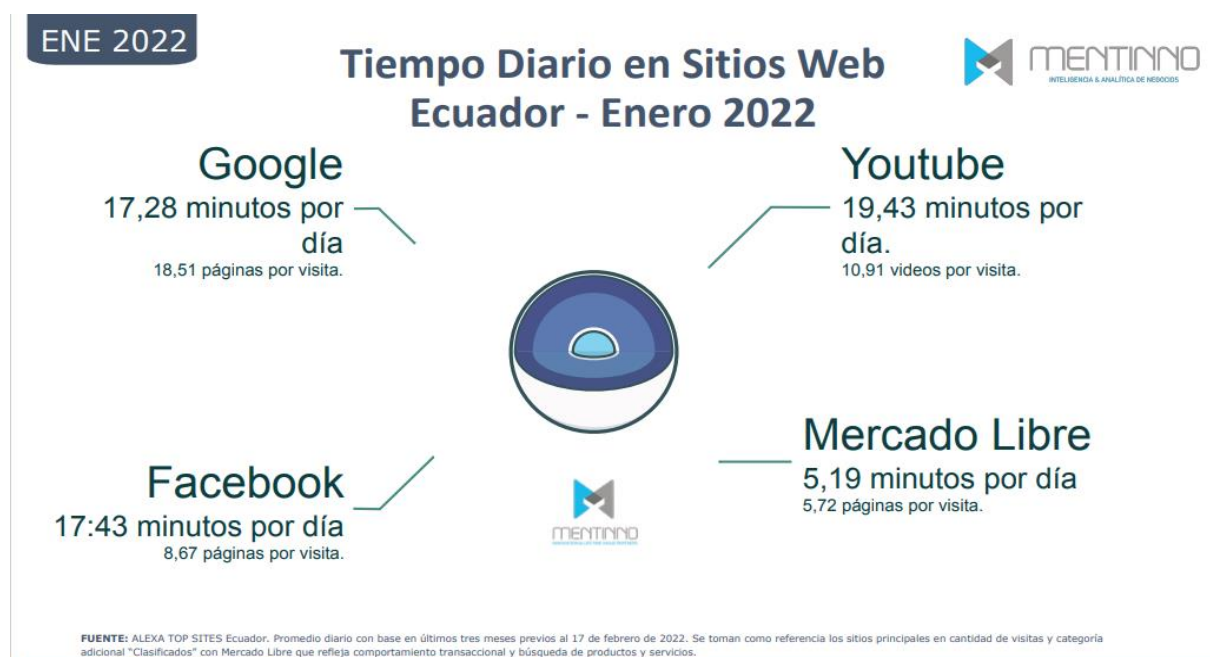 ENE 2022
Tiempo Diario en Sitios Web
Ecuador - Enero 2022
MENTINNO
INTELIGENCIA & ANALÍTICA DE NEGOCIOS
Google
17,28 minutos por
día
18,51 páginas por visita.
Youtube
19,43 minutos por
día.
10,91 videos por visita.
Facebook
17:43 minutos por día
8,67 páginas por visita.
Mercado Libre
5,19 minutos por día
5,72 páginas por visita.
MENTINNO
FUENTE: ALEXA TOP SITES Ecuador. Promedio diario con base en últimos tres meses previos al 17 de febrero de 2022. Se toman como referencia los sitios principales en cantidad de visitas y categoría
adicional "Clasificados" con Mercado Libre que refleja comportamiento transaccional y búsqueda de productos y servicios.